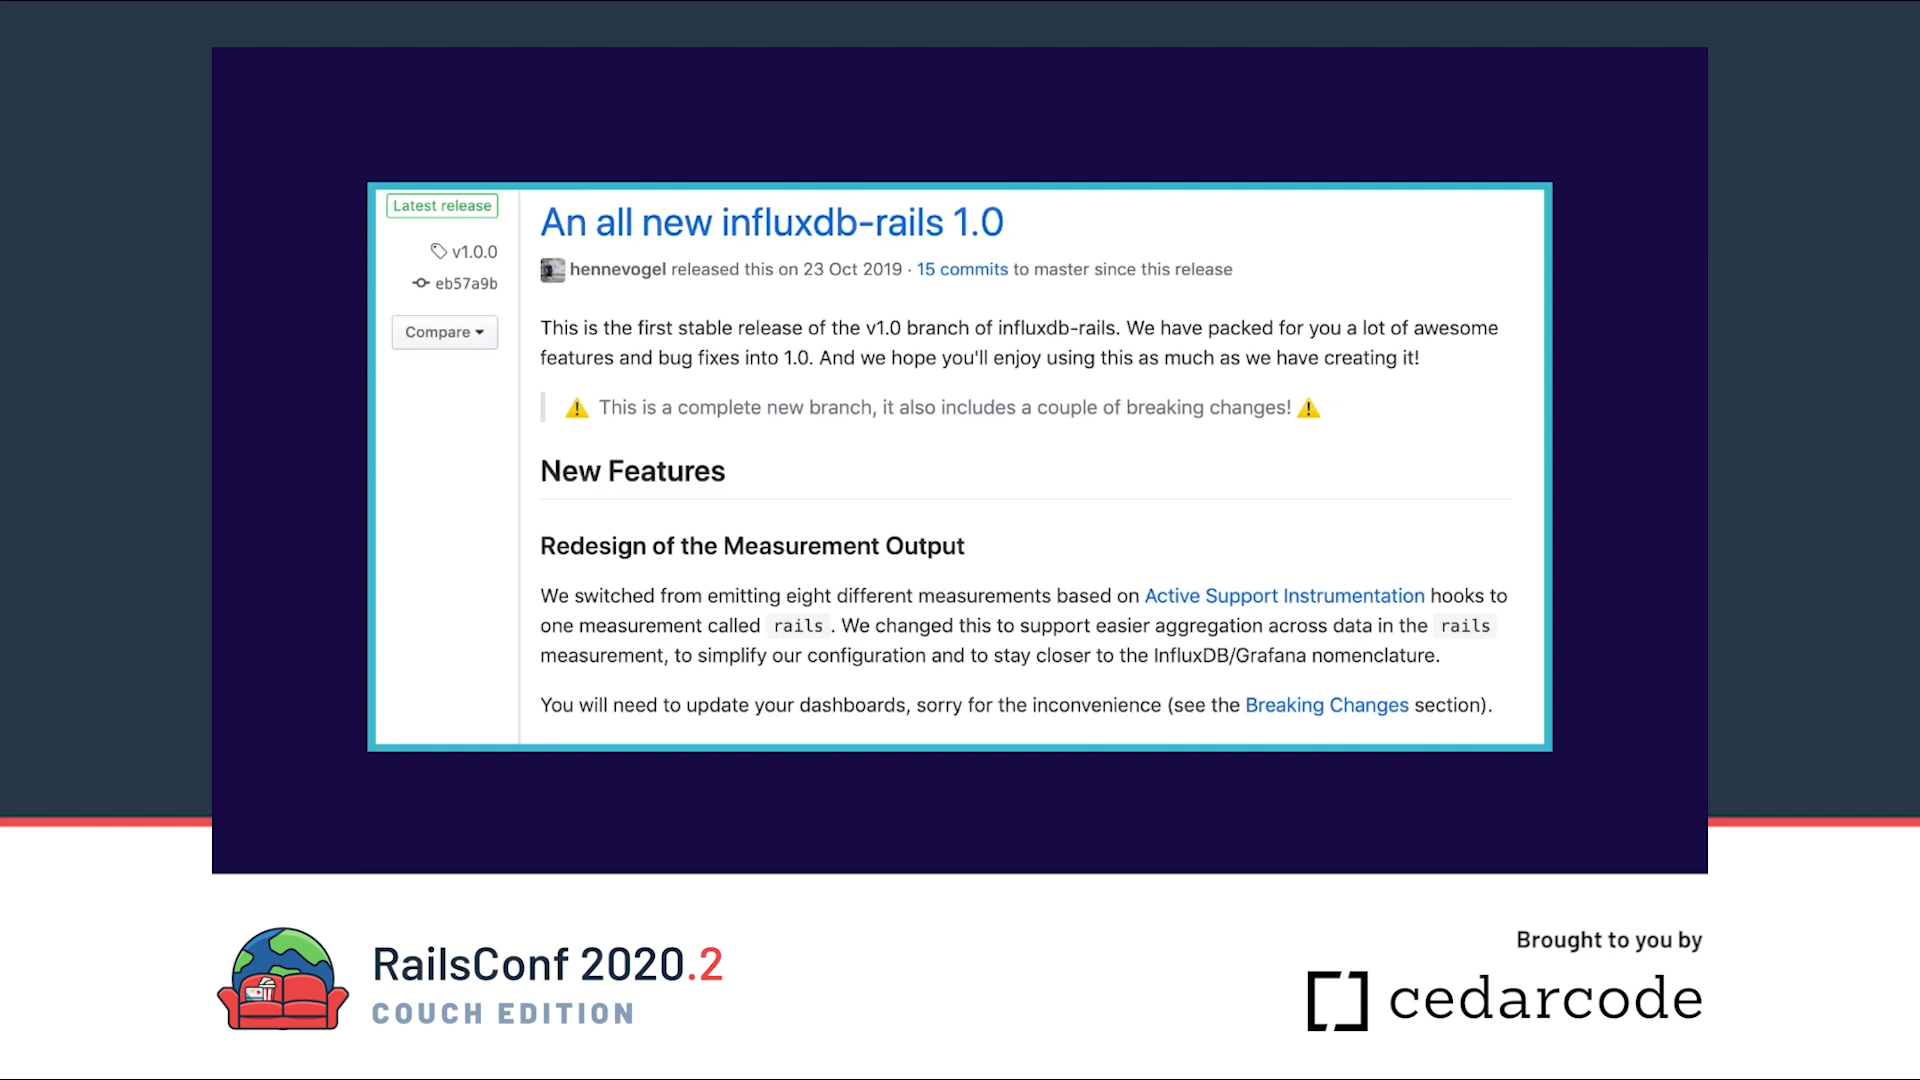 Latest release
v1.0.0
eb57a9b
Compare
An all new influxdb-rails 1.0
hennevogel released this on 23 Oct 2019 · 15 commits to master since this release
This is the first stable release of the v1.0 branch of influxdb-rails. We have packed for you a lot of awesome
features and bug fixes into 1.0. And we hope you'll enjoy using this as much as we have creating it!
⚠️ This is a complete new branch, it also includes a couple of breaking changes! ⚠️
New Features
Redesign of the Measurement Output
We switched from emitting eight different measurements based on Active Support Instrumentation hooks to
one measurement called rails. We changed this to support easier aggregation across data in the rails
measurement, to simplify our configuration and to stay closer to the InfluxDB/Grafana nomenclature.
You will need to update your dashboards, sorry for the inconvenience (see the Breaking Changes section).
RailsConf 2020.2
COUCH EDITION
Brought to you by
cedarcode